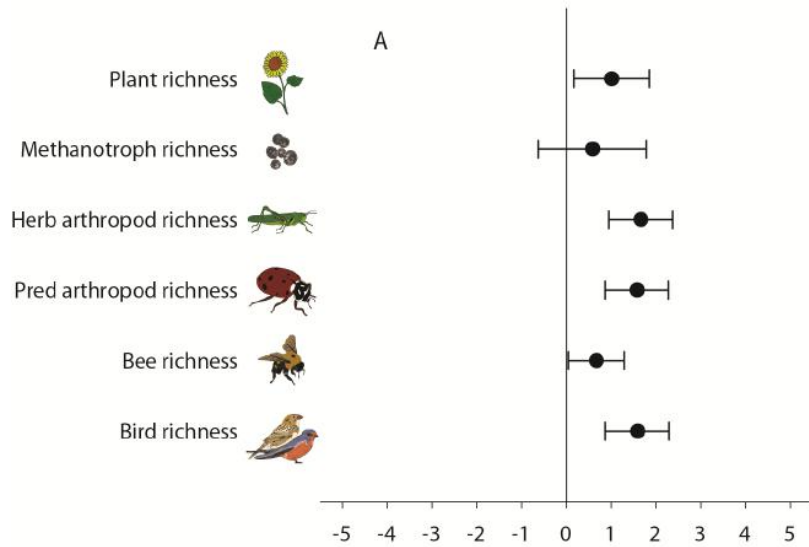 A
Plant richness
Methanotroph richness
Herb arthropod richness
Pred arthropod richness
Bee richness
Bird richness
-5 -4 -3 -2 -1 0 1 2 3 4 5